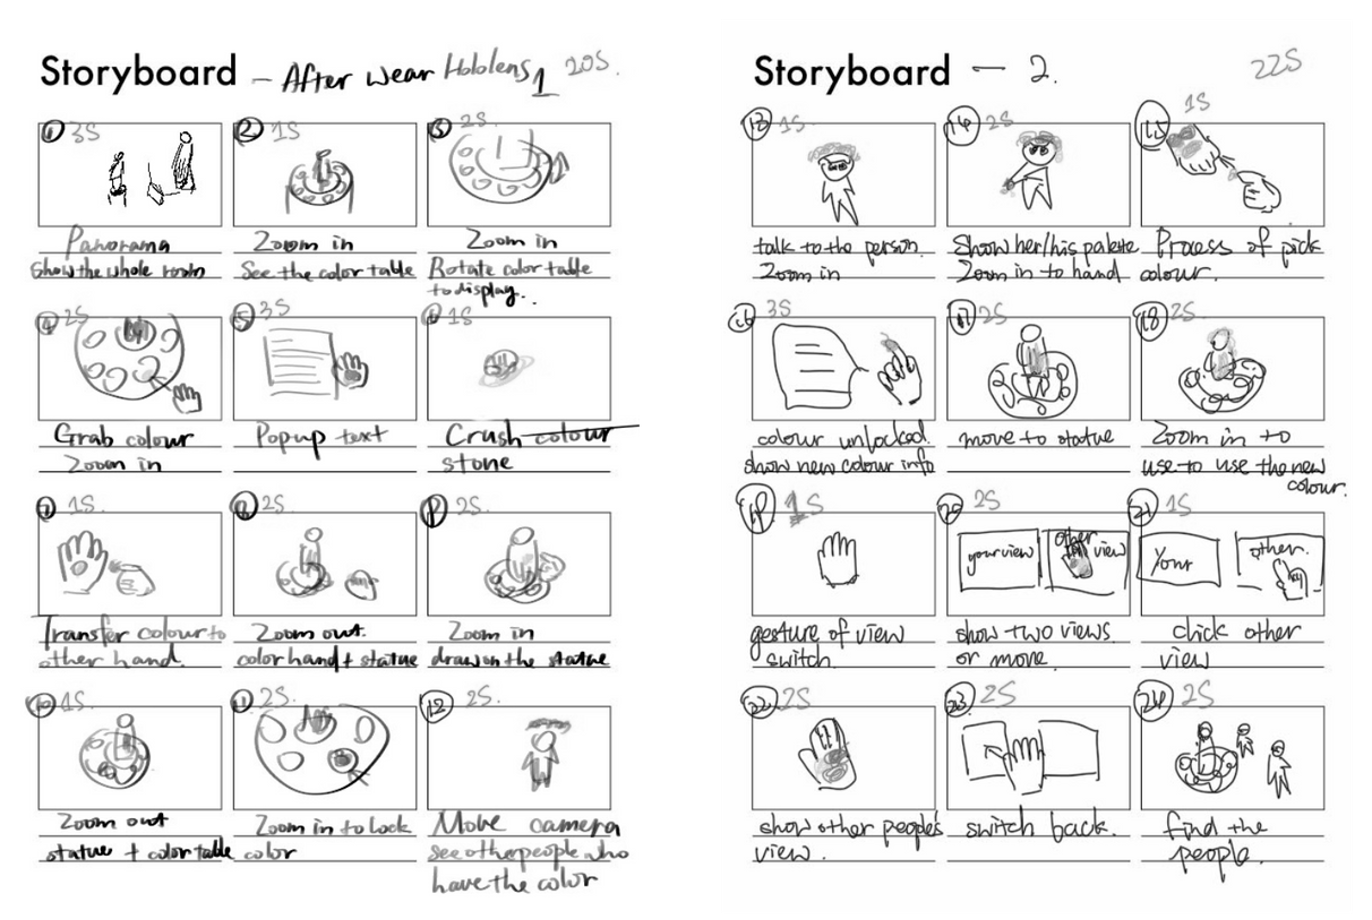 Storyboard – After wear Hololens 1 20S.
1 3S
Panorama
Show the whole room
2 1S
Zoom in
See the color table
3 2S
Zoom in
Rotate color table
to display..
4 2S
Grab colour
Zoom in
5 3S
Popup text
6 1S
Crush colour
stone
7 1S
Transfer colour to
other hand.
8 2S
Zoom out.
color hand + statue
9 2S
Zoom in
draw on the statue
10 1S
Zoom out
statue + color table
11 2S.
Zoom in to lock
color
12 2S.
Move camera
see other people who
have the color
Storyboard — 2. 22S
13 1S
talk to the person.
Zoom in
14 2S
Show her/his palete
Zoom in to hand
15 1S
Process of pick
colour.
16 3S
colour unlocked.
show new colour info
17 2S
move to statue
18 2S
Zoom in to
use to use the new
colour.
19 1S
gesture of view
switch.
20 2S
your view
other view
show two views.
or move.
21 1S
Your
other.
click other
view
22 2S
show other people's
view.
23 2S
switch back.
24 2S
find the
people.